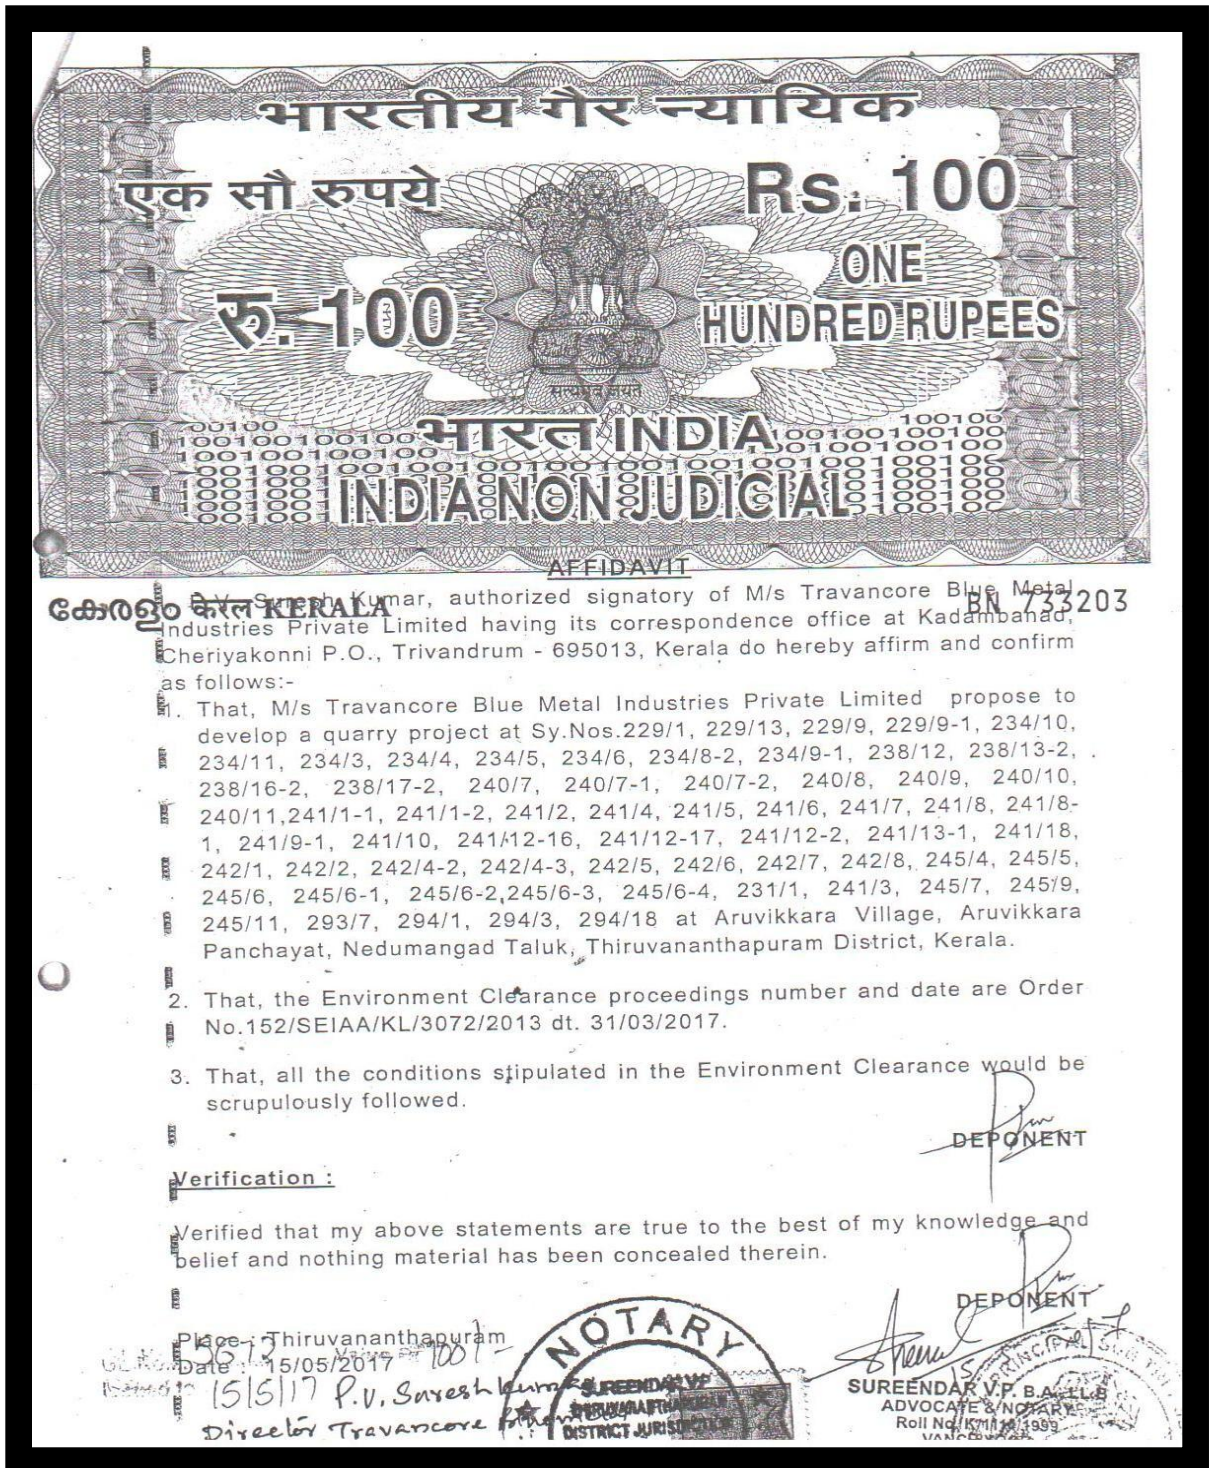 भारतीय गैर न्यायिक
एक सौ रुपये
Rs. 100
रु. 100
ONE
HUNDRED RUPEES
सत्यमेव जयते
भारत INDIA
INDIA NON JUDICIAL
AFFIDAVIT
കേരളം केरल KERALA
BN 733203
Suresh Kumar, authorized signatory of M/s Travancore Blue Metal
Industries Private Limited having its correspondence office at Kadambanad,
Cheriyakonni P.O., Trivandrum - 695013, Kerala do hereby affirm and confirm
as follows:-
1. That, M/s Travancore Blue Metal Industries Private Limited propose to
develop a quarry project at Sy.Nos.229/1, 229/13, 229/9, 229/9-1, 234/10,
234/11, 234/3, 234/4, 234/5, 234/6, 234/8-2, 234/9-1, 238/12, 238/13-2,
238/16-2, 238/17-2, 240/7, 240/7-1, 240/7-2, 240/8, 240/9, 240/10,
240/11,241/1-1, 241/1-2, 241/2, 241/4, 241/5, 241/6, 241/7, 241/8, 241/8-
1, 241/9-1, 241/10, 241/12-16, 241/12-17, 241/12-2, 241/13-1, 241/18,
242/1, 242/2, 242/4-2, 242/4-3, 242/5, 242/6, 242/7, 242/8, 245/4, 245/5,
245/6, 245/6-1, 245/6-2,245/6-3, 245/6-4, 231/1, 241/3, 245/7, 245/9,
245/11, 293/7, 294/1, 294/3, 294/18 at Aruvikkara Village, Aruvikkara
Panchayat, Nedumangad Taluk, Thiruvananthapuram District, Kerala.
2. That, the Environment Clearance proceedings number and date are Order
No.152/SEIAA/KL/3072/2013 dt. 31/03/2017.
3. That, all the conditions stipulated in the Environment Clearance would be
scrupulously followed.
DEPONENT
Verification :
Verified that my above statements are true to the best of my knowledge and
belief and nothing material has been concealed therein.
DEPONENT
Place : Thiruvananthapuram
Date : 15/05/2017
100/-
15/5/17 P.V. Suresh Kumar
Director Travancore
NOTARY
SUREENDAR V.P
DISTRICT JURISDICTION
SUREENDAR V.P. B.A., LL.B
ADVOCATE & NOTARY
Roll No. K/1118/1999